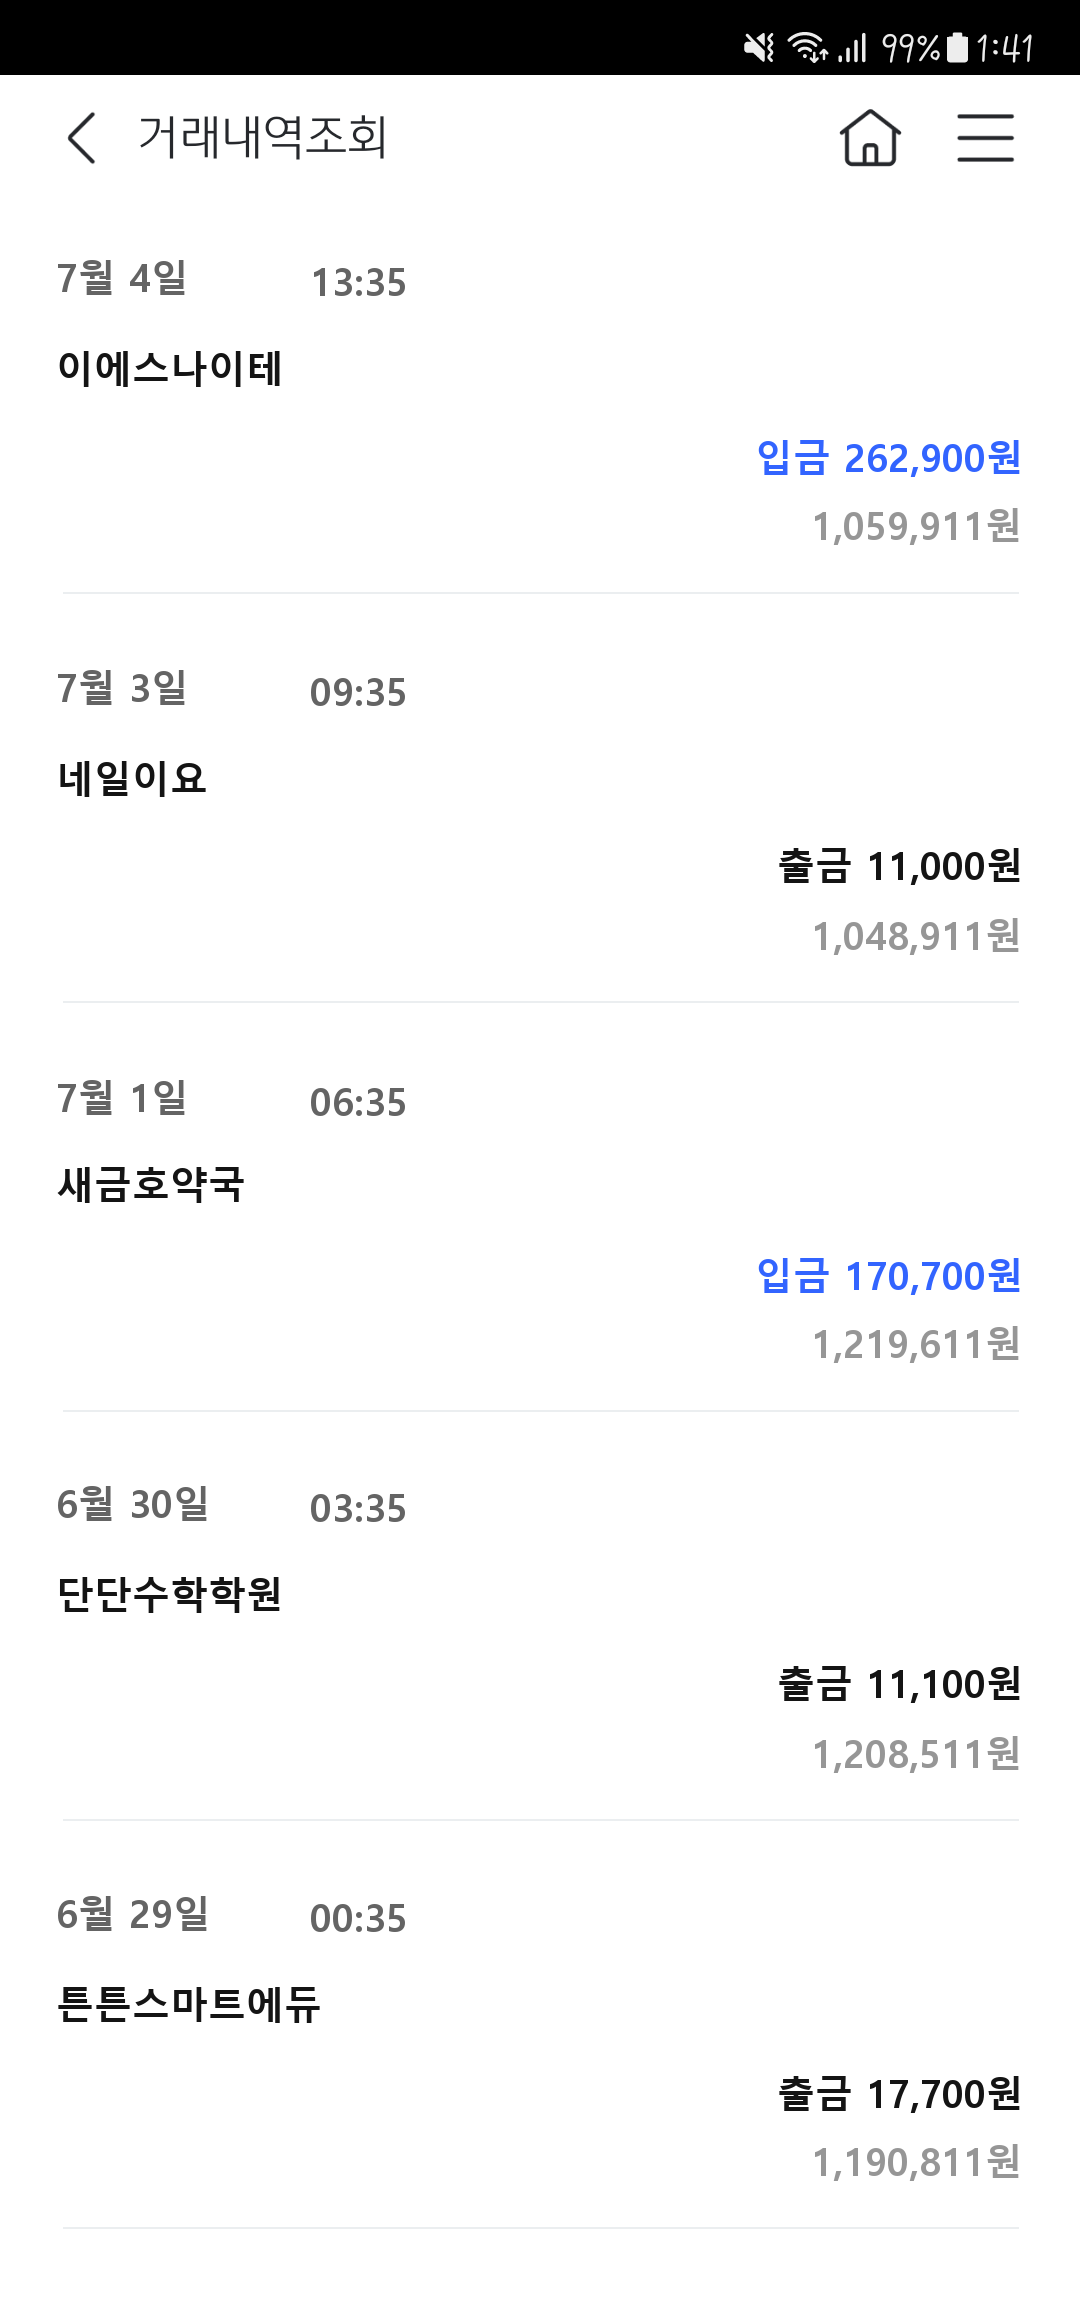 99% 1:41
거래내역조회
7월 4일 13:35
이에스나이테
입금 262,900원
1,059,911원
7월 3일 09:35
네일이요
출금 11,000원
1,048,911원
7월 1일 06:35
새금호약국
입금 170,700원
1,219,611원
6월 30일 03:35
단단수학학원
출금 11,100원
1,208,511원
6월 29일 00:35
튼튼스마트에듀
출금 17,700원
1,190,811원